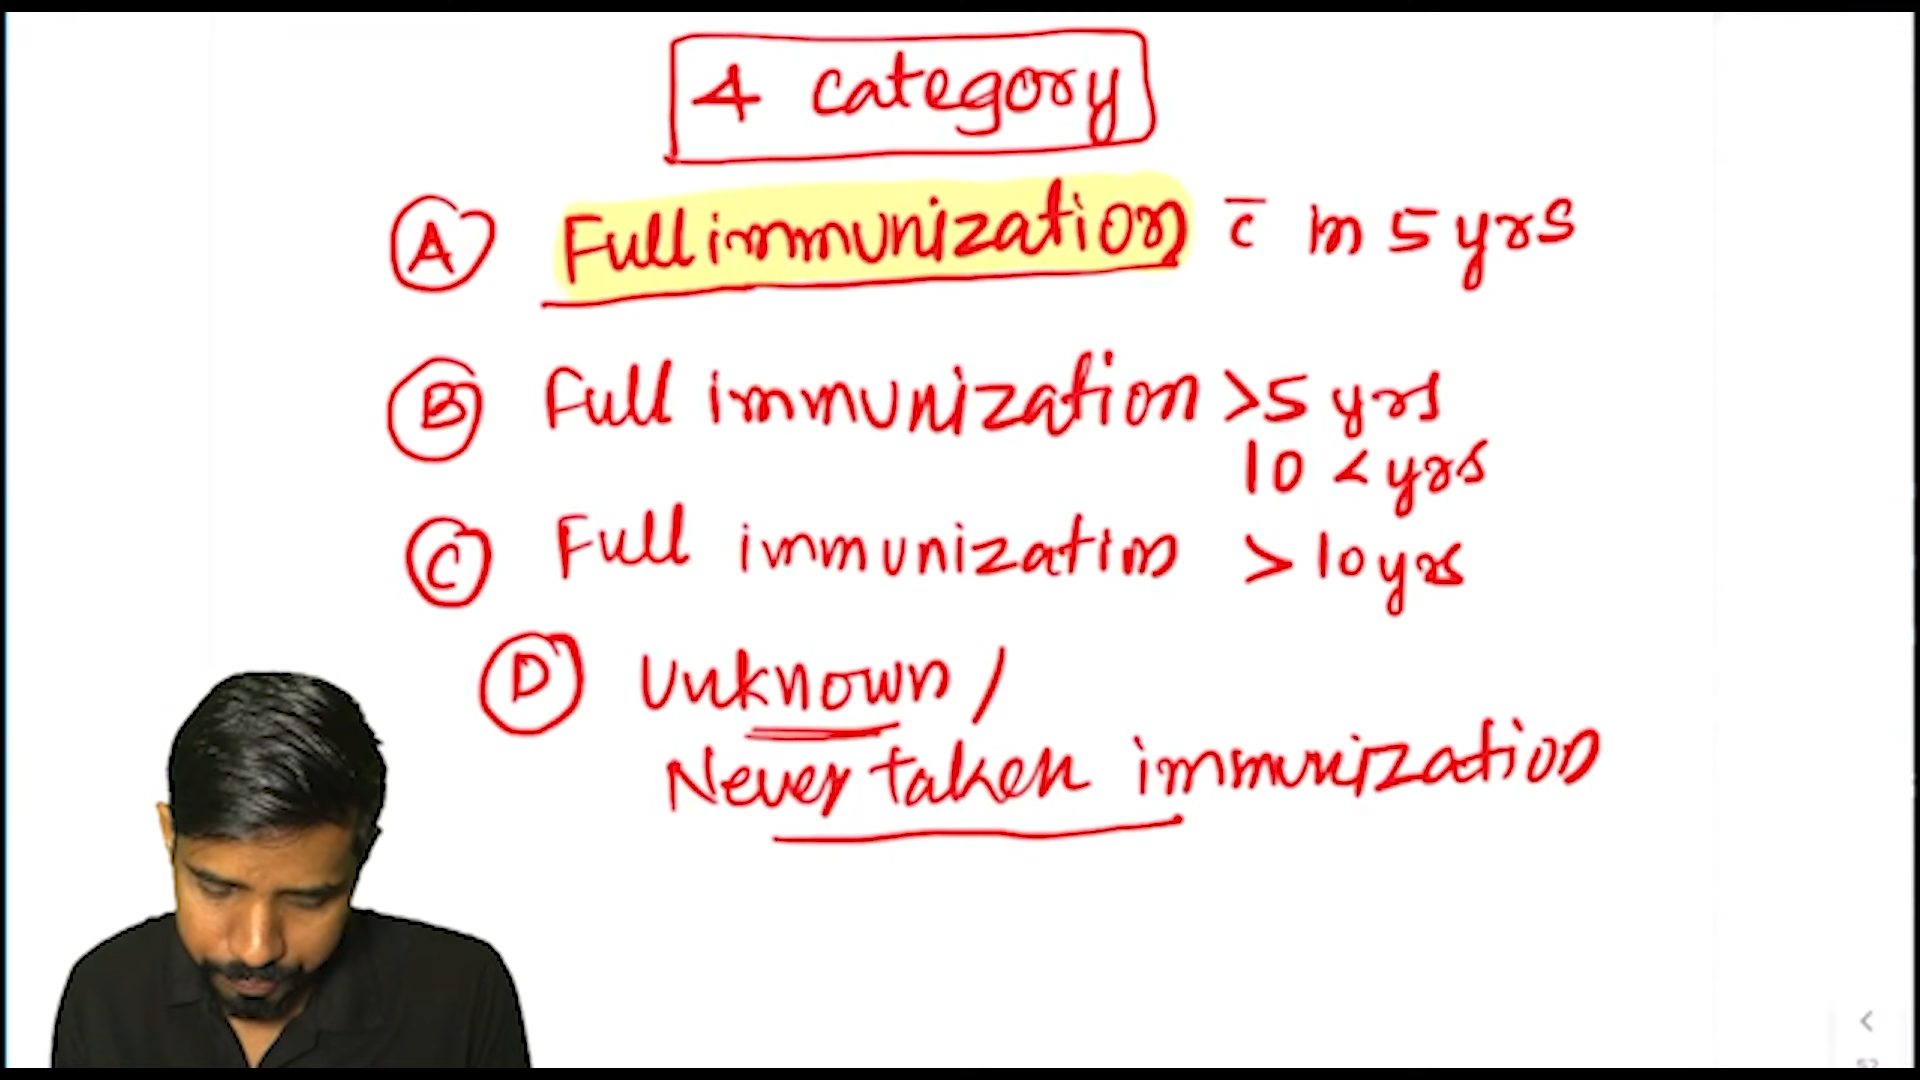 4 category
A Full immunization c̅ in 5 yrs
B Full immunization >5 yrs
10 < yrs
C Full immunization > 10 yrs
D Unknown /
Never taken immunization